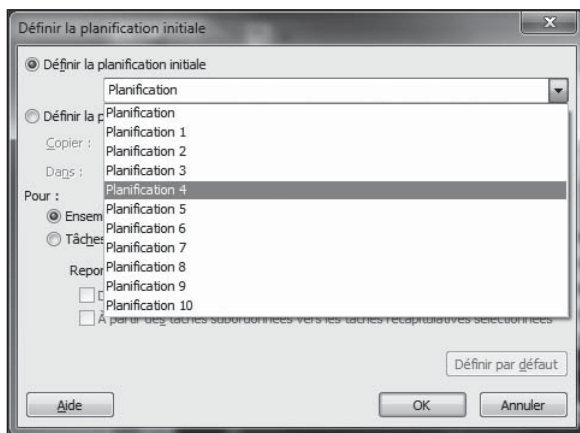 Définir la planification initiale
x
Définir la planification initiale
Planification
Définir la p
Planification
Planification 1
Copier :
Planification 2
Dans :
Planification 3
Pour :
Planification 4
Planification 5
Ensem
Planification 6
Tâches
Planification 7
Planification 8
Repor
Planification 9
Planification 10
À partir des tâches subordonnées vers les tâches récapitulatives sélectionnées
Définir par défaut
Aide
OK
Annuler